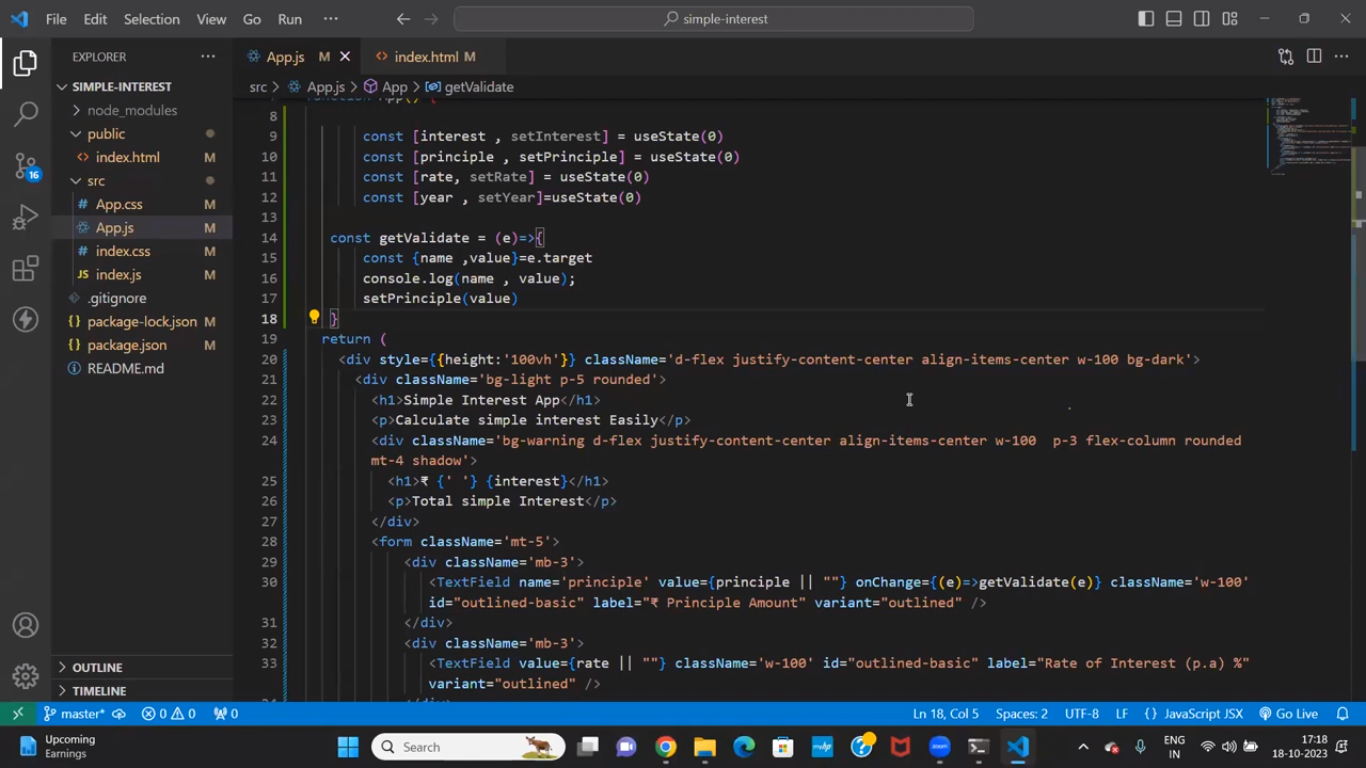 File Edit Selection View Go Run ··· simple-interest
EXPLORER ···
App.js M
index.html M
SIMPLE-INTEREST
src > App.js > App > getValidate
node_modules
public
index.html M
src
App.css M
App.js M
index.css M
index.js M
.gitignore
package-lock.json M
package.json M
README.md
OUTLINE
TIMELINE
16
function App() {
8
9 const [interest , setInterest] = useState(0)
10 const [principle , setPrinciple] = useState(0)
11 const [rate, setRate] = useState(0)
12 const [year , setYear]=useState(0)
13
14 const getValidate = (e)=>{
15 const {name ,value}=e.target
16 console.log(name , value);
17 setPrinciple(value)
18 }
19 return (
20 <div style={{height:'100vh'}} className='d-flex justify-content-center align-items-center w-100 bg-dark'>
21 <div className='bg-light p-5 rounded'>
22 <h1>Simple Interest App</h1>
23 <p>Calculate simple interest Easily</p>
24 <div className='bg-warning d-flex justify-content-center align-items-center w-100  p-3 flex-column rounded
mt-4 shadow'>
25 <h1>₹ {' '} {interest}</h1>
26 <p>Total simple Interest</p>
27 </div>
28 <form className='mt-5'>
29 <div className='mb-3'>
30 <TextField name='principle' value={principle || ""} onChange={(e)=>getValidate(e)} className='w-100'
id="outlined-basic" label="₹ Principle Amount" variant="outlined" />
31 </div>
32 <div className='mb-3'>
33 <TextField value={rate || ""} className='w-100' id="outlined-basic" label="Rate of Interest (p.a) %"
variant="outlined" />
master* 0 0 0 Ln 18, Col 5 Spaces: 2 UTF-8 LF {} JavaScript JSX Go Live
Upcoming
Earnings
Search
ENG
IN
17:18
18-10-2023